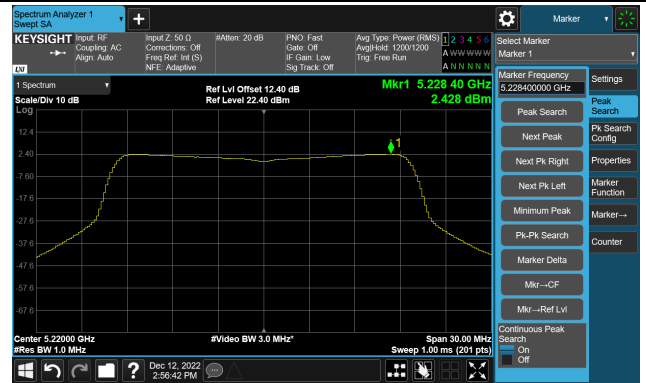 Spectrum Analyzer 1
Swept SA
Marker
KEYSIGHT
Input: RF
Coupling: AC
Align: Auto
Input Z: 50 Ω
Corrections: Off
Freq Ref: Int (S)
NFE: Adaptive
#Atten: 20 dB
PNO: Fast
Gate: Off
IF Gain: Low
Sig Track: Off
Avg Type: Power (RMS)
Avg|Hold: 1200/1200
Trig: Free Run
1 2 3 4 5 6
A W W W W W
A N N N N N
LXI
Select Marker
Marker 1
1 Spectrum
Scale/Div 10 dB
Log
Ref Lvl Offset 12.40 dB
Ref Level 22.40 dBm
Mkr1 5.228 40 GHz
2.428 dBm
1
12.4
2.40
-7.60
-17.6
-27.6
-37.6
-47.6
-57.6
-67.6
Center 5.22000 GHz
#Res BW 1.0 MHz
#Video BW 3.0 MHz*
Span 30.00 MHz
Sweep 1.00 ms (201 pts)
Marker Frequency
5.228400000 GHz
Peak Search
Next Peak
Next Pk Right
Next Pk Left
Minimum Peak
Pk-Pk Search
Marker Delta
Mkr→CF
Mkr→Ref Lvl
Continuous Peak
Search
On
Off
Settings
Peak
Search
Pk Search
Config
Properties
Marker
Function
Marker→
Counter
?
Dec 12, 2022
2:56:42 PM